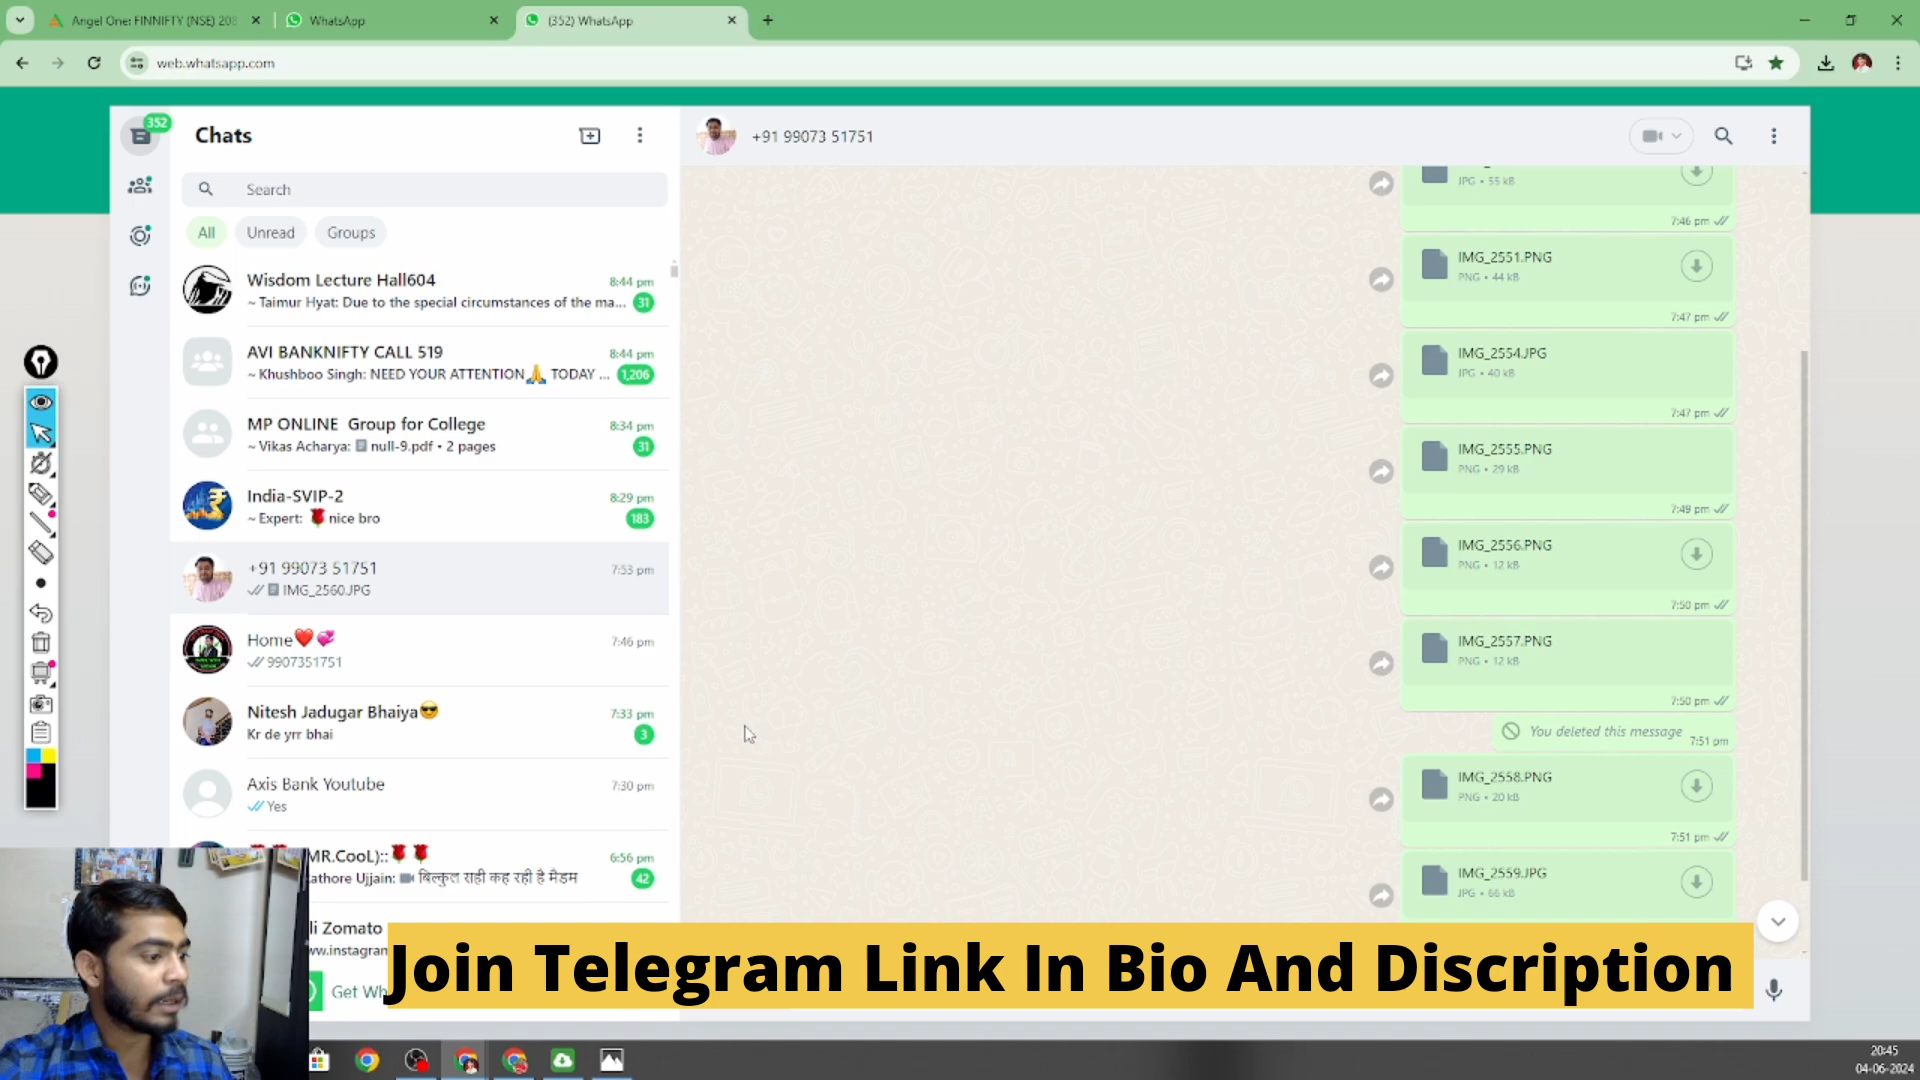 Angel One: FINNIFTY (NSE) 208
WhatsApp
(352) WhatsApp
web.whatsapp.com
352
Chats
+91 99073 51751
Search
All
Unread
Groups
Wisdom Lecture Hall604
8:44 pm
~ Taimur Hyat: Due to the special circumstances of the ma...
31
AVI BANKNIFTY CALL 519
8:44 pm
~ Khushboo Singh: NEED YOUR ATTENTION🙏 TODAY ...
1,206
MP ONLINE Group for College
8:34 pm
~ Vikas Acharya: null-9.pdf • 2 pages
31
India-SVIP-2
8:29 pm
~ Expert: 🌹nice bro
183
+91 99073 51751
7:53 pm
IMG_2560.JPG
Home❤️💞
7:46 pm
9907351751
Nitesh Jadugar Bhaiya😎
7:33 pm
Kr de yrr bhai
3
Axis Bank Youtube
7:30 pm
Yes
MR.CooL)::🌹🌹
6:56 pm
athore Ujjain: बिल्कुल राही कह रही है मैडम
42
li Zomato
ww.instagran
Get Wh
JPG • 55 kB
7:46 pm
IMG_2551.PNG
PNG • 44 kB
7:47 pm
IMG_2554.JPG
JPG • 40 kB
7:47 pm
IMG_2555.PNG
PNG • 29 kB
7:49 pm
IMG_2556.PNG
PNG • 12 kB
7:50 pm
IMG_2557.PNG
PNG • 12 kB
7:50 pm
You deleted this message
7:51 pm
IMG_2558.PNG
PNG • 20 kB
7:51 pm
IMG_2559.JPG
JPG • 66 kB
Join Telegram Link In Bio And Discription
20:45
04-06-2024